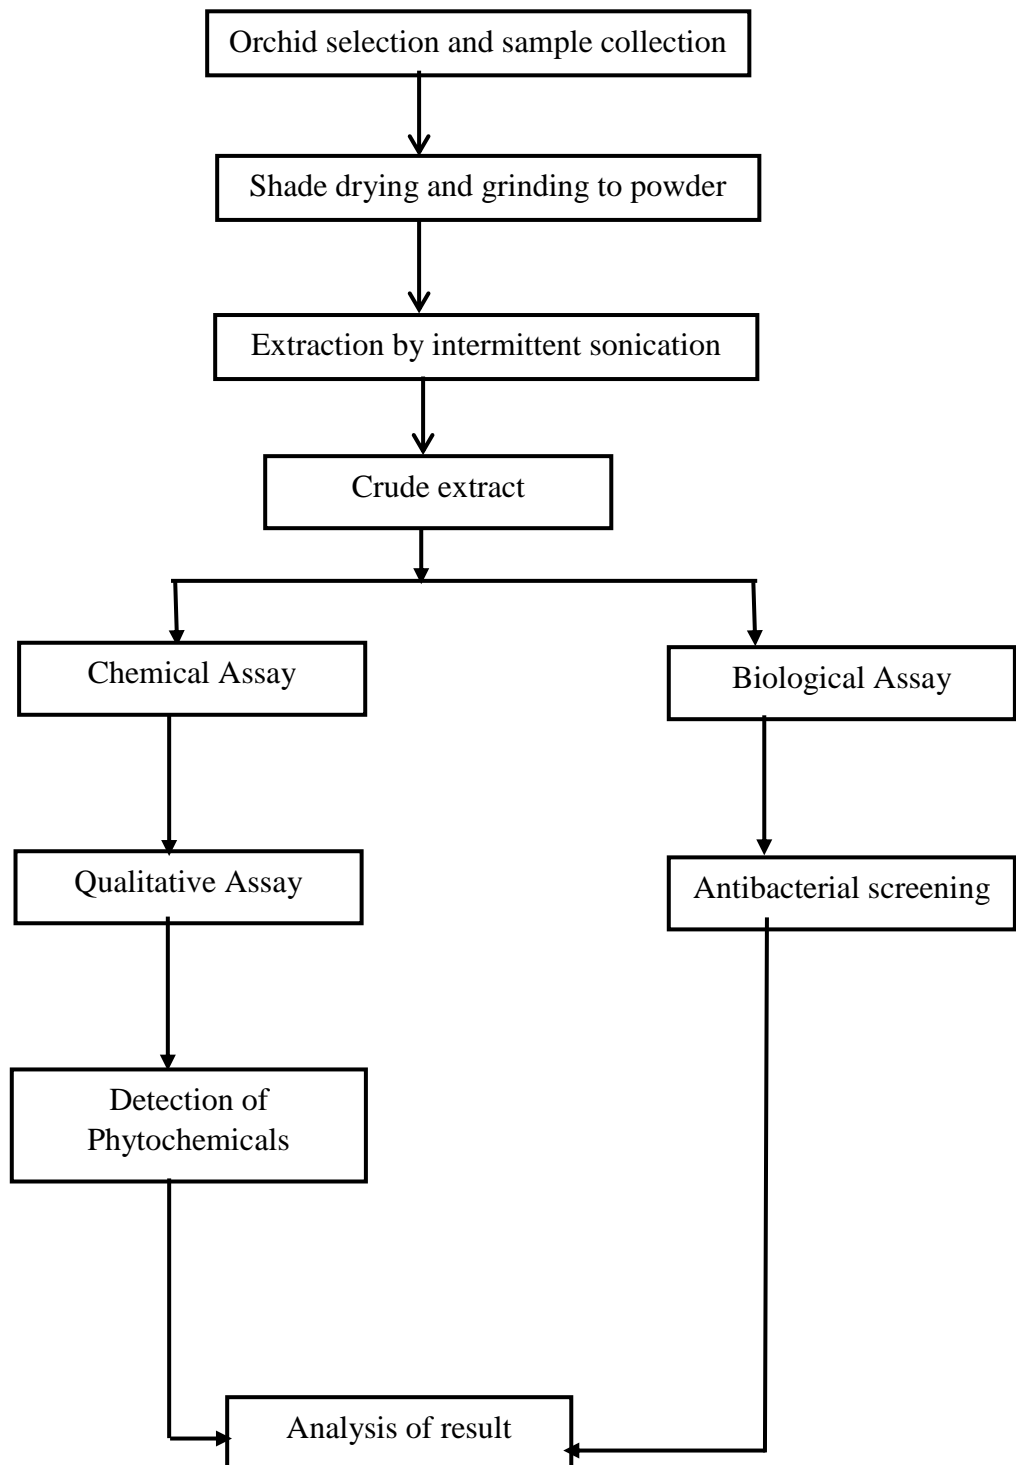 Orchid selection and sample collection
Shade drying and grinding to powder
Extraction by intermittent sonication
Crude extract
Chemical Assay
Biological Assay
Qualitative Assay
Antibacterial screening
Detection of
Phytochemicals
Analysis of result